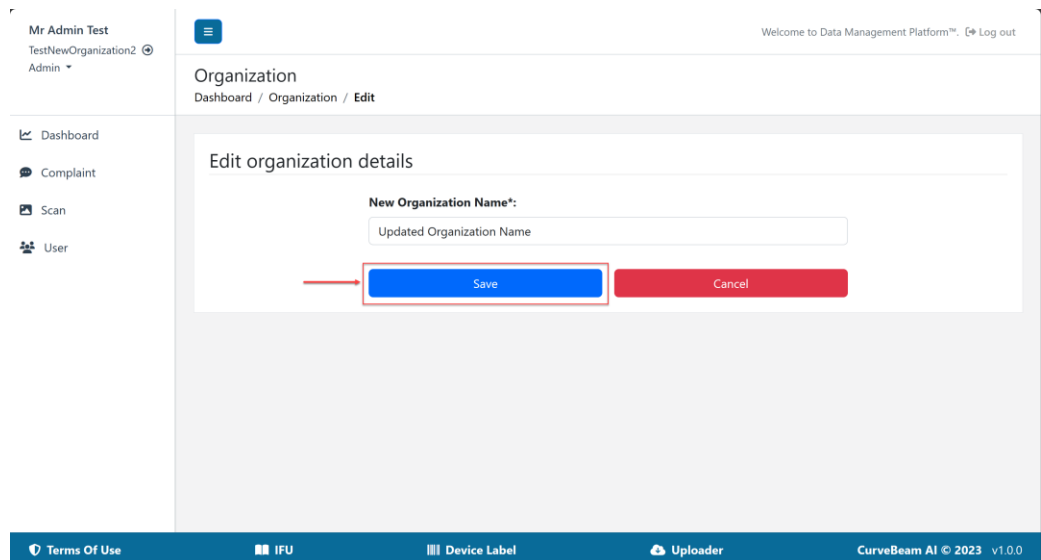 Mr Admin Test
TestNewOrganization2
Admin
Welcome to Data Management Platform™. Log out
Organization
Dashboard / Organization / Edit
Dashboard
Complaint
Scan
User
Edit organization details
New Organization Name*:
Updated Organization Name
Save
Cancel
Terms Of Use
IFU
Device Label
Uploader
CurveBeam AI © 2023 v1.0.0